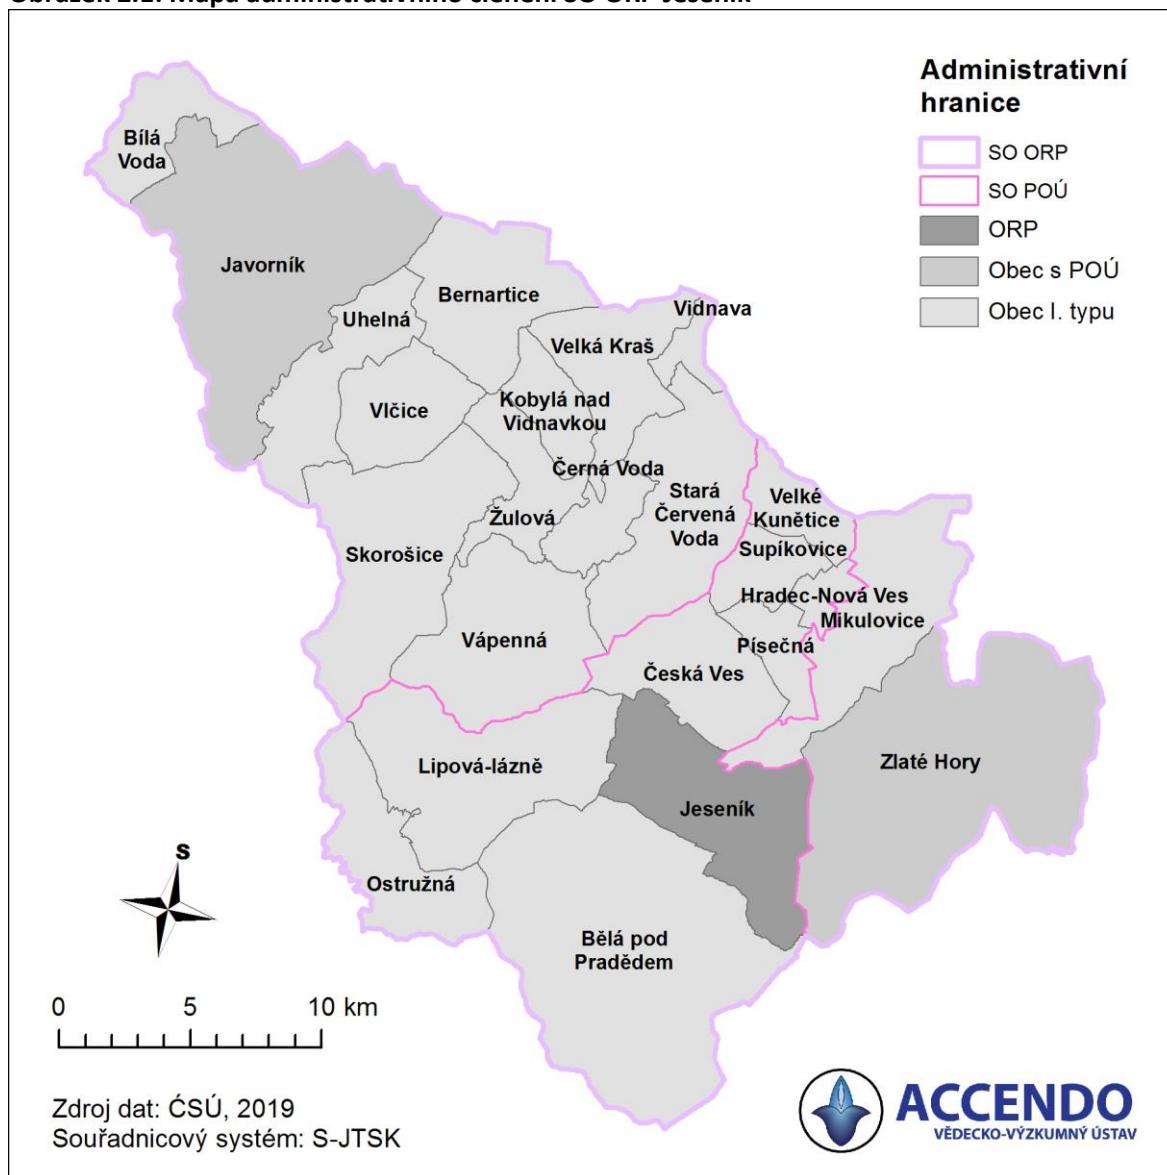 Administrativní
hranice
SO ORP
SO POÚ
ORP
Obec s POÚ
Obec I. typu
Bílá
Voda
Javorník
Bernartice
Uhelná
Vidnava
Velká Kraš
Vlčice
Kobylá nad
Vidnavkou
Černá Voda
Stará
Červená
Voda
Žulová
Velké
Kunětice
Skorošice
Supíkovice
Hradec-Nová Ves
Mikulovice
Vápenná
Písečná
Česká Ves
Lipová-lázně
Zlaté Hory
Jeseník
Ostružná
Bělá pod
Pradědem
s
0 5 10 km
Zdroj dat: ĆSÚ, 2019
Souřadnicový systém: S-JTSK
ACCENDO
VĚDECKO-VÝZKUMNÝ ÚSTAV